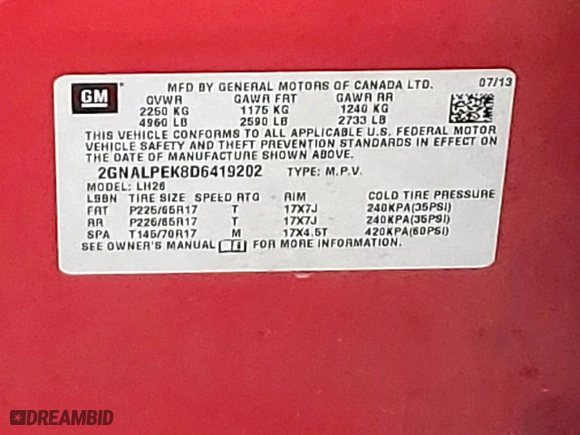 GM
MFD BY GENERAL MOTORS OF CANADA LTD. 07/13
GVWR GAWR FRT GAWR RR
2250 KG 1175 KG 1240 KG
4960 LB 2590 LB 2733 LB
THIS VEHICLE CONFORMS TO ALL APPLICABLE U.S. FEDERAL MOTOR
VEHICLE SAFETY AND THEFT PREVENTION STANDARDS IN EFFECT ON
THE DATE OF MANUFACTURE SHOWN ABOVE.
2GNALPEK8D6419202 TYPE: M.P.V.
MODEL: LH26
TIRE SIZE SPEED RTG RIM COLD TIRE PRESSURE
FRT P225/65R17 T 17X7J 240KPA(35PSI)
RR P225/65R17 T 17X7J 240KPA(35PSI)
SPA T145/70R17 M 17X4.5T 420KPA(60PSI)
SEE OWNER'S MANUAL FOR MORE INFORMATION.
DREAMBID